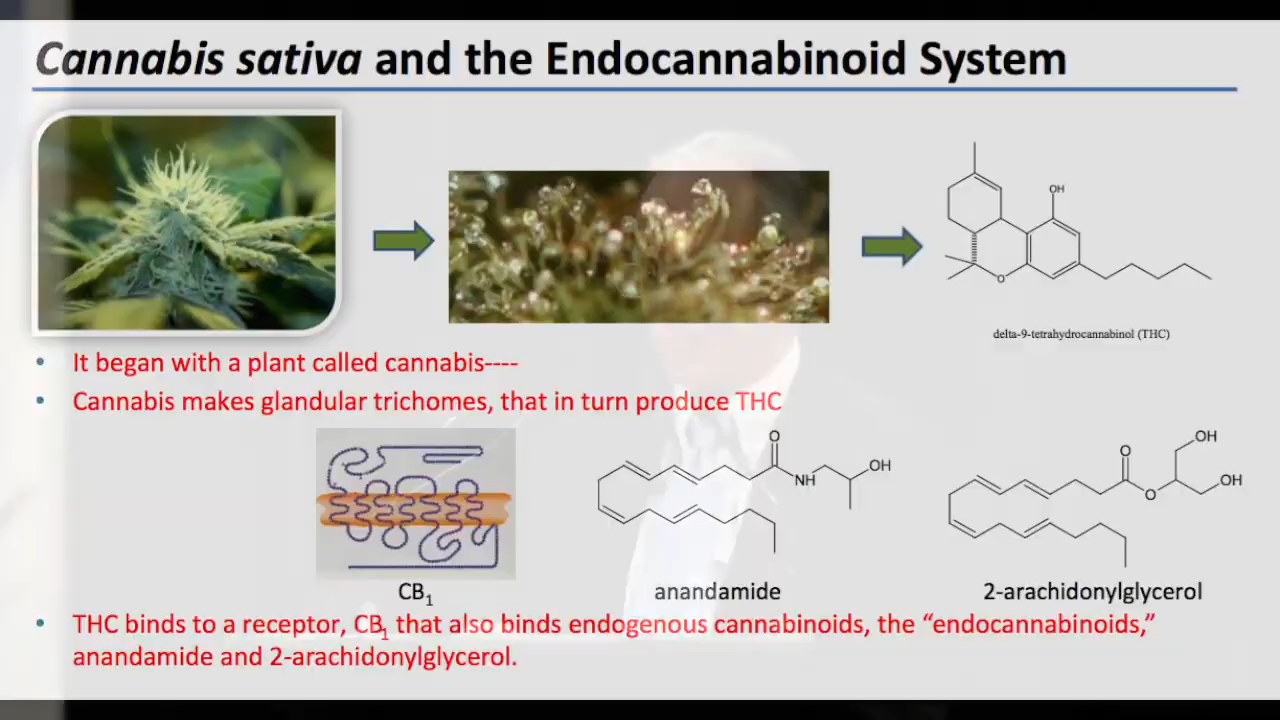 Cannabis sativa and the Endocannabinoid System
OH
O
delta-9-tetrahydrocannabinol (THC)
• It began with a plant called cannabis----
• Cannabis makes glandular trichomes, that in turn produce THC
O
NH
OH
O
O
OH
OH
CB1
anandamide
2-arachidonylglycerol
• THC binds to a receptor, CB1 that also binds endogenous cannabinoids, the “endocannabinoids,”
anandamide and 2-arachidonylglycerol.